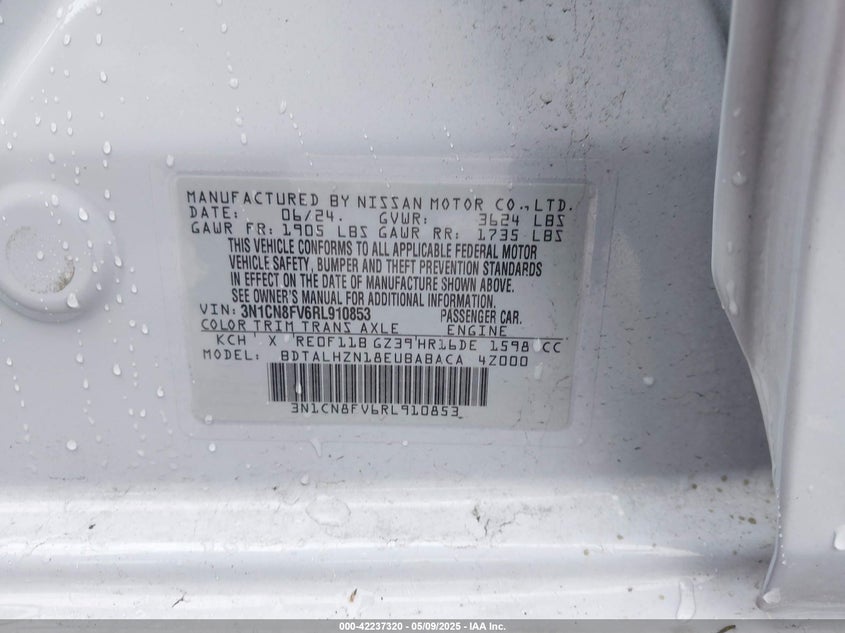 MANUFACTURED BY NISSAN MOTOR CO., LTD.
DATE: 06/24. GVWR: 3624 LBS
GAWR FR: 1905 LBS GAWR RR: 1735 LBS
THIS VEHICLE CONFORMS TO ALL APPLICABLE FEDERAL MOTOR
VEHICLE SAFETY, BUMPER AND THEFT PREVENTION STANDARDS
IN EFFECT ON THE DATE OF MANUFACTURE SHOWN ABOVE.
SEE OWNER'S MANUAL FOR ADDITIONAL INFORMATION.
VIN: 3N1CN8FV6RL910853 PASSENGER CAR.
COLOR TRIM TRANS AXLE ENGINE
KCH X RE0F11B GZ39 HR16DE 1598 CC
MODEL: BDTALHZN18EUBABACA 4Z000
3N1CN8FV6RL910853
000-42237320 - 05/09/2025 - IAA Inc.